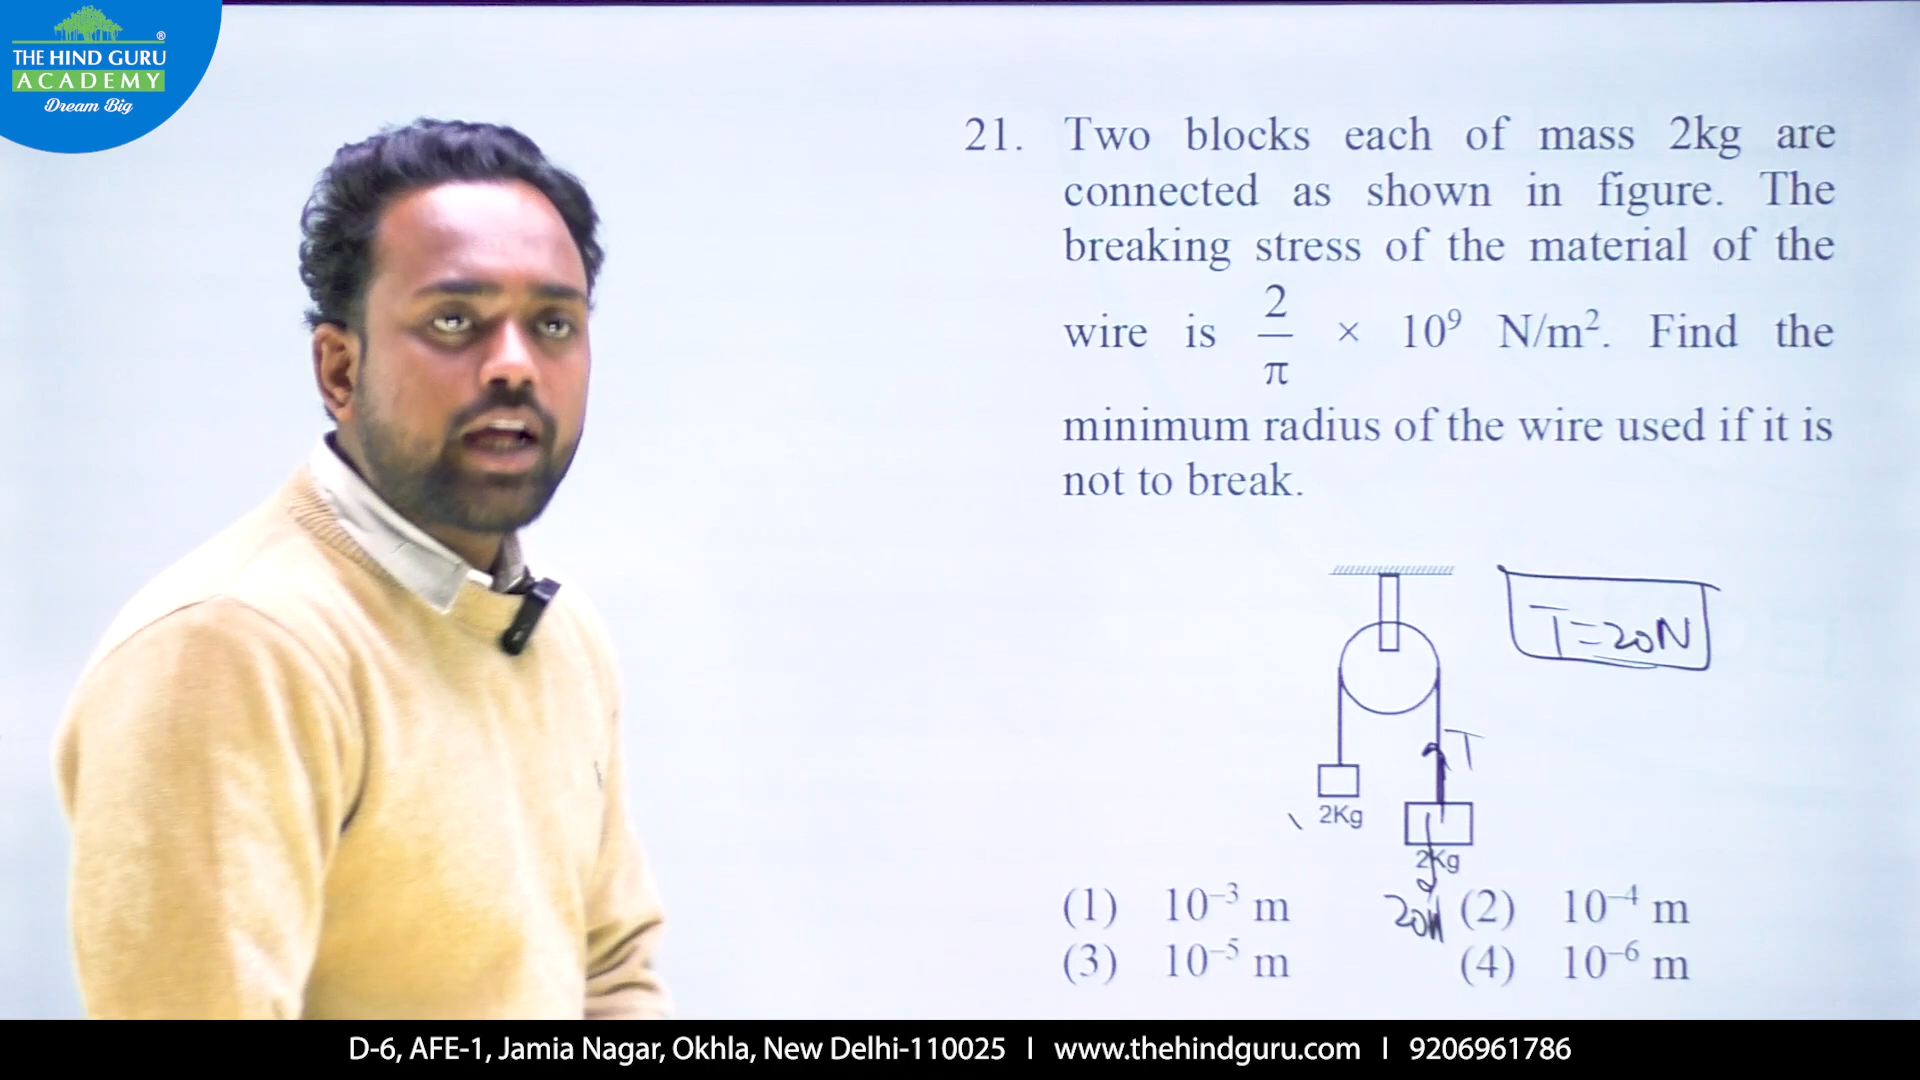 THE HIND GURU
®
ACADEMY
Dream Big
21. Two blocks each of mass 2kg are
connected as shown in figure. The
breaking stress of the material of the
wire is 2/π × 10⁹ N/m². Find the
minimum radius of the wire used if it is
not to break.
T=20N
T
2Kg
2Kg
20N
(1) 10⁻³ m (2) 10⁻⁴ m
(3) 10⁻⁵ m (4) 10⁻⁶ m
D-6, AFE-1, Jamia Nagar, Okhla, New Delhi-110025 | www.thehindguru.com | 9206961786